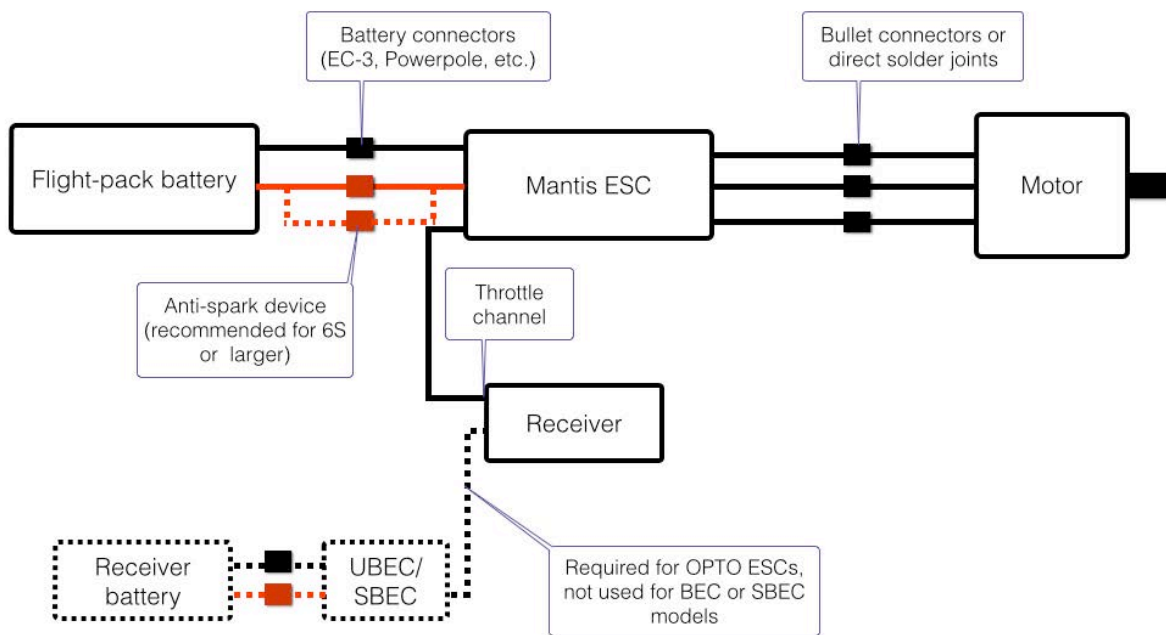 Battery connectors
(EC-3, Powerpole, etc.)
Bullet connectors or
direct solder joints
Flight-pack battery
Mantis ESC
Motor
Anti-spark device
(recommended for 6S
or larger)
Throttle
channel
Receiver
Receiver
battery
UBEC/
SBEC
Required for OPTO ESCs,
not used for BEC or SBEC
models